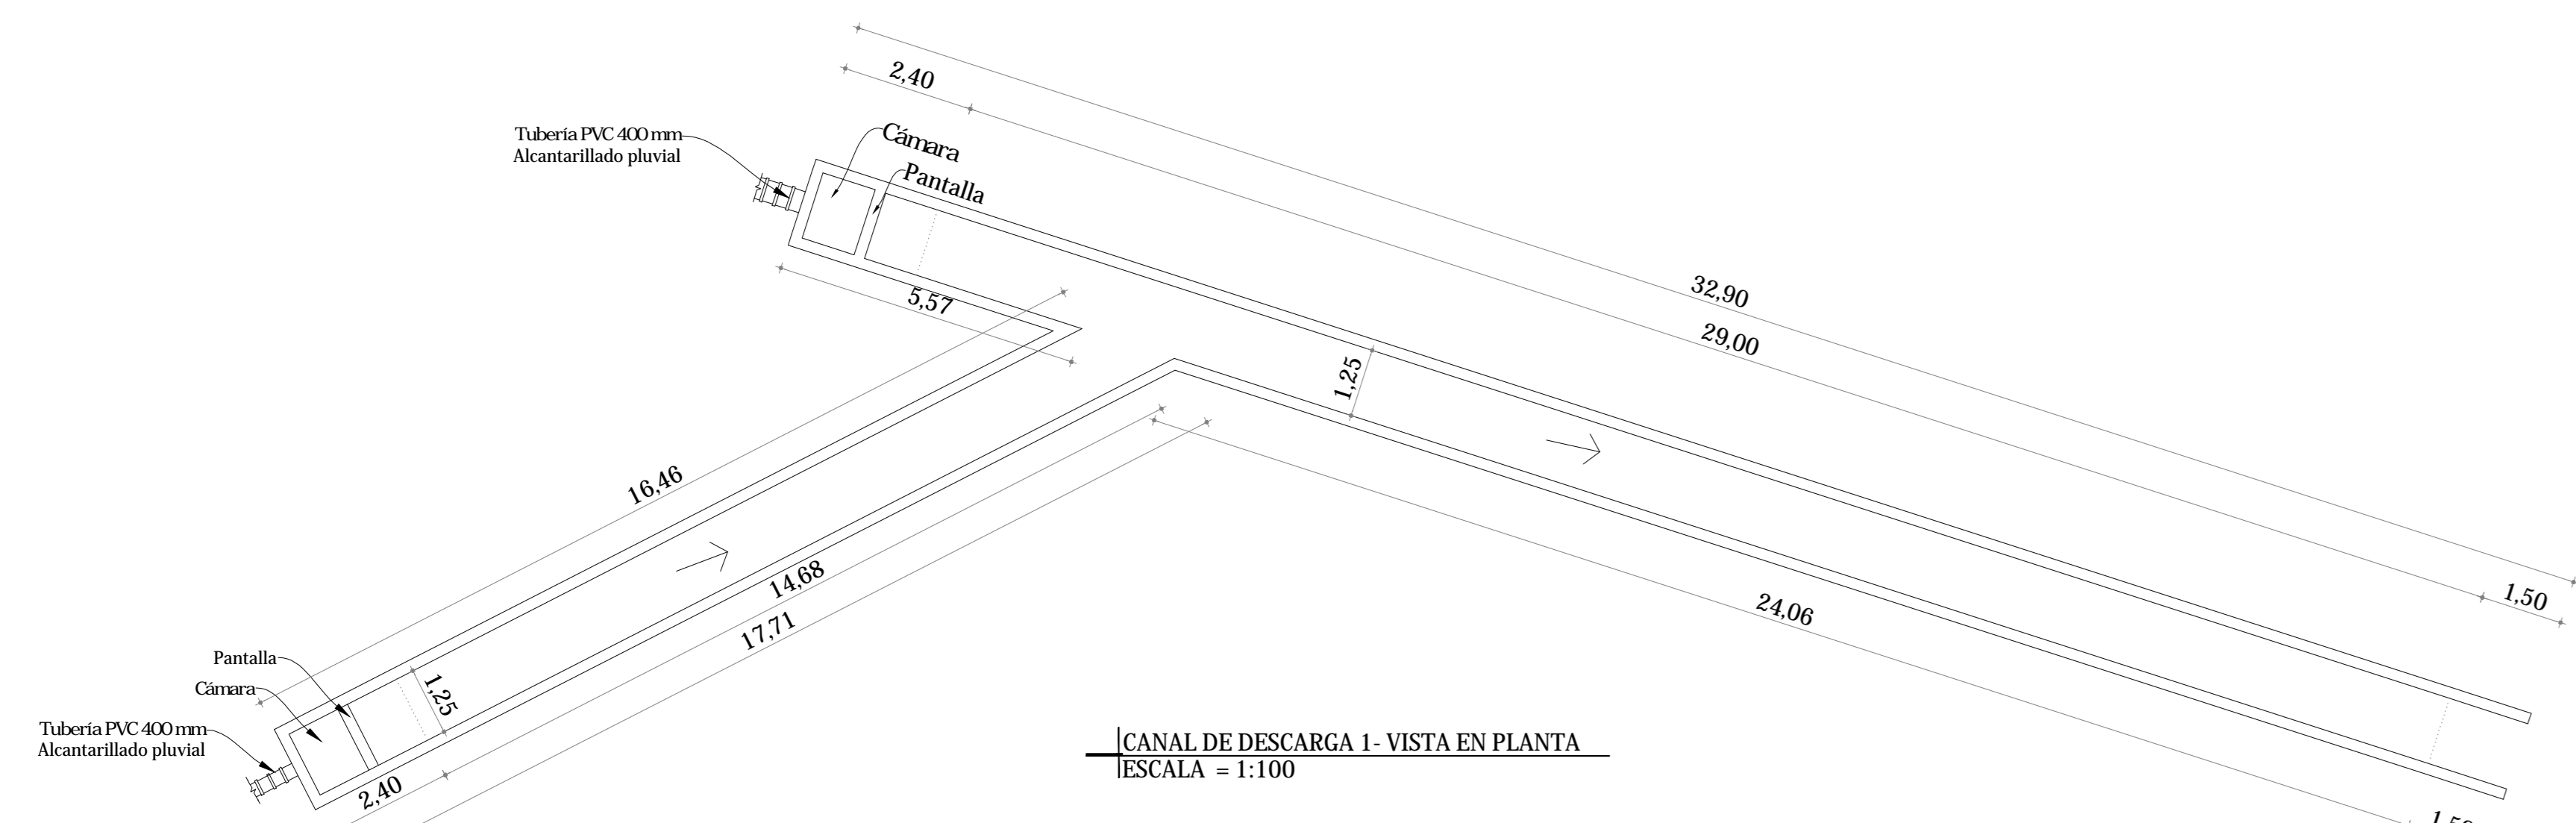 2,40
Tubería PVC 400 mm
Alcantarillado pluvial
Cámara
Pantalla
32,90
5,57
29,00
1,25
16,46
14,68
17,71
24,06
1,50
Pantalla
Cámara
1,25
Tubería PVC 400 mm
Alcantarillado pluvial
2,40
CANAL DE DESCARGA 1- VISTA EN PLANTA
ESCALA = 1:100